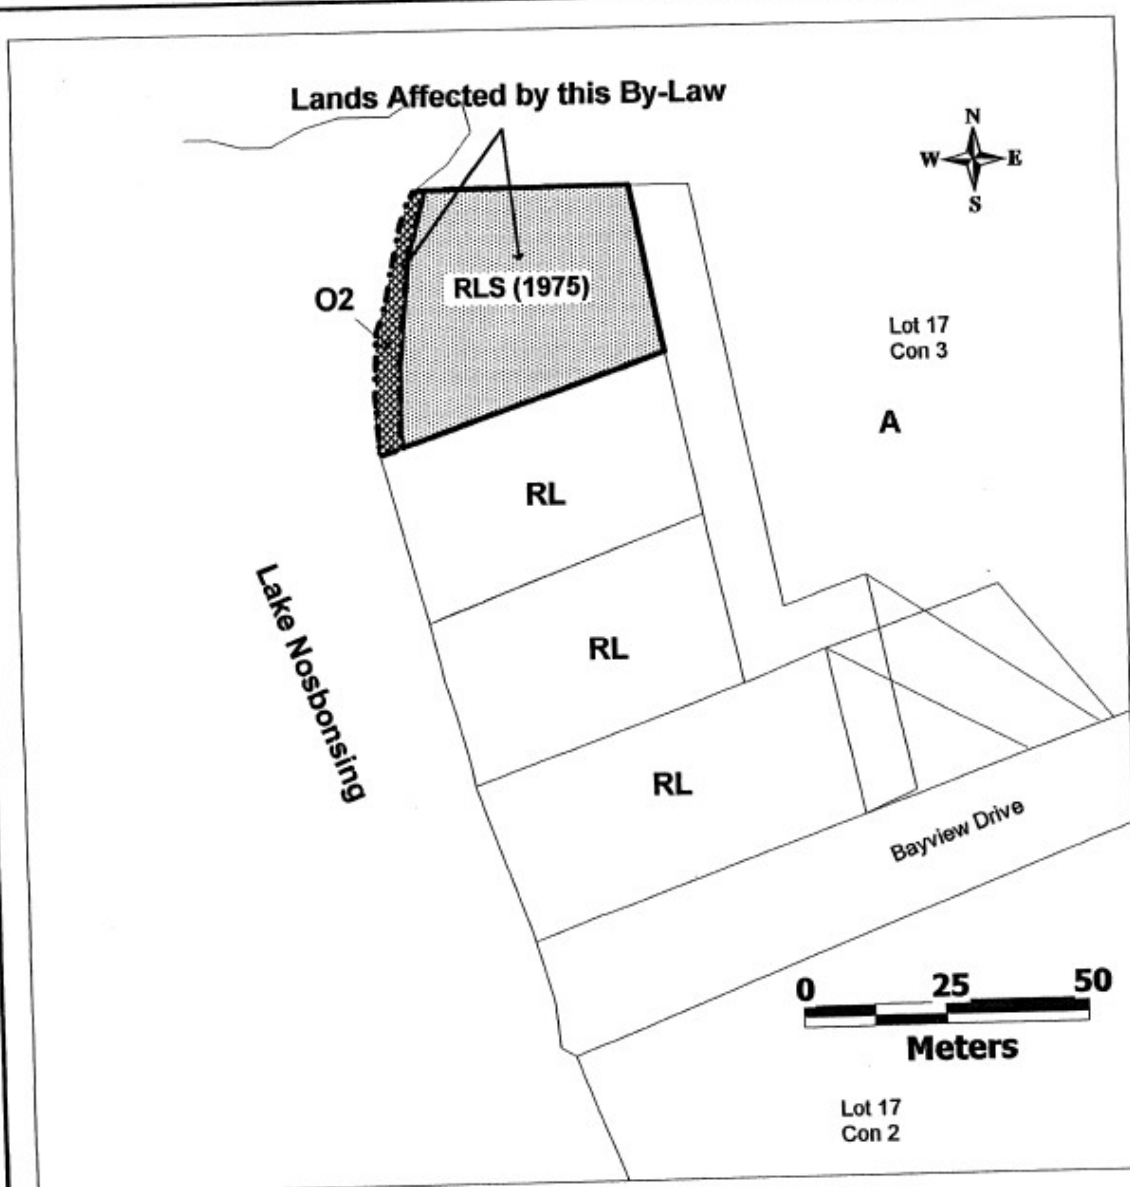 Lands Affected by this By-Law
N
W E
S
RLS (1975)
O2
Lot 17
Con 3
A
RL
Lake Nosbonsing
RL
RL
Bayview Drive
0 25 50
Meters
Lot 17
Con 2